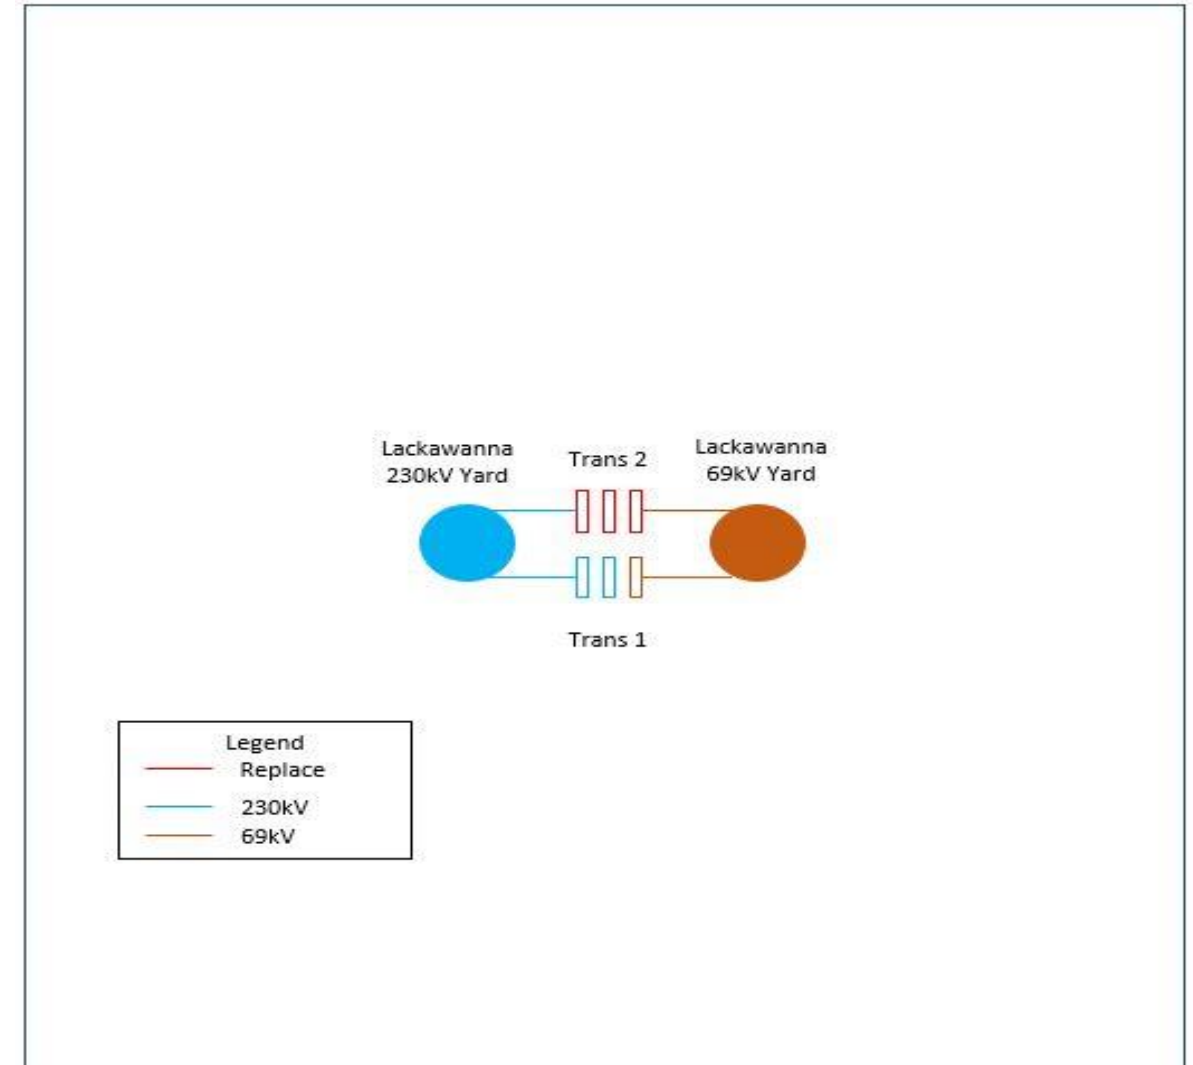 Lackawanna
230kV Yard
Trans 2
Lackawanna
69kV Yard
Trans 1
Legend
Replace
230kV
69kV